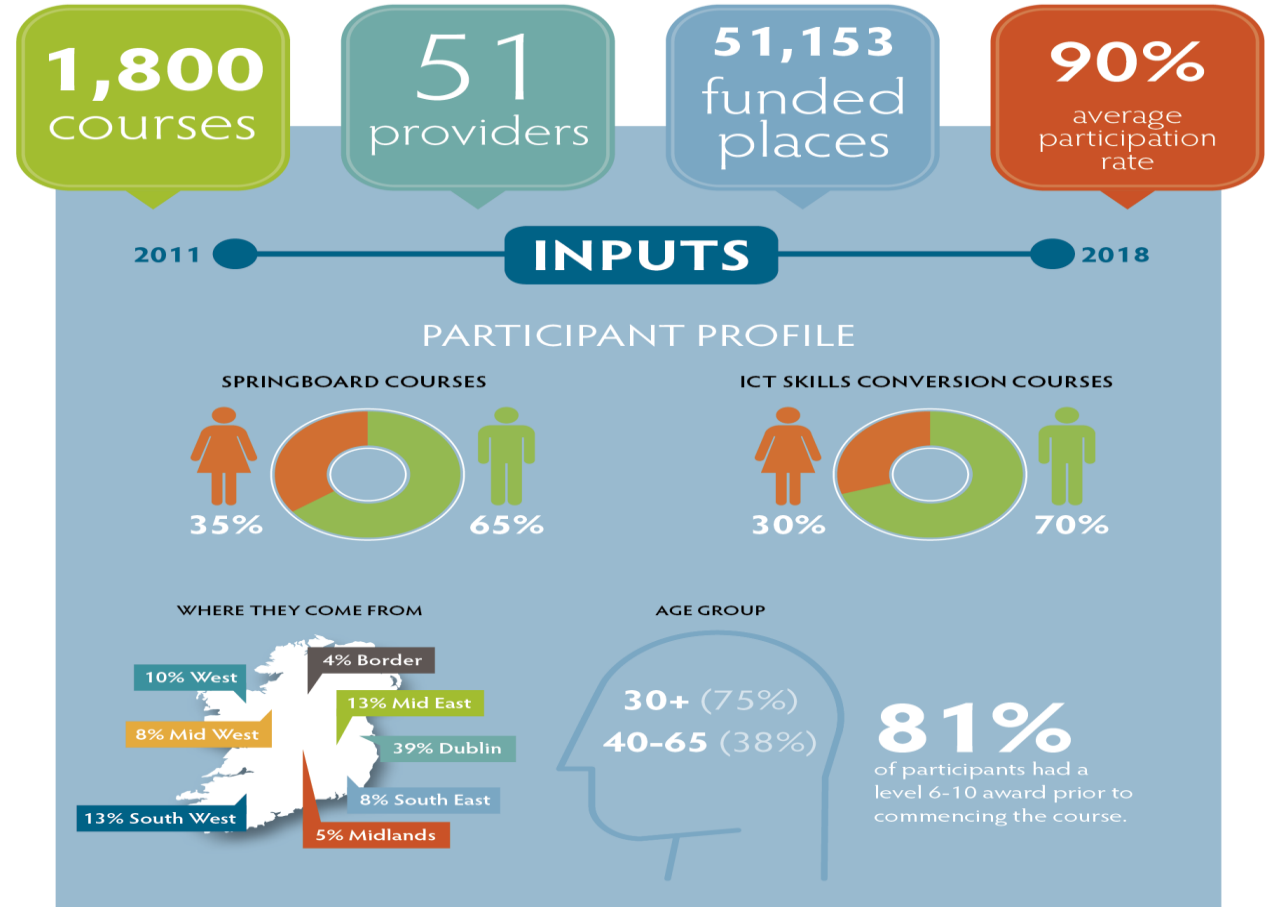 1,800
courses
51
providers
51,153
funded
places
90%
average
participation
rate
2011
INPUTS
2018
PARTICIPANT PROFILE
SPRINGBOARD COURSES
35%
65%
ICT SKILLS CONVERSION COURSES
30%
70%
WHERE THEY COME FROM
4% Border
10% West
13% Mid East
8% Mid West
39% Dublin
8% South East
13% South West
5% Midlands
AGE GROUP
30+ (75%)
40-65 (38%)
81%
of participants had a
level 6-10 award prior to
commencing the course.